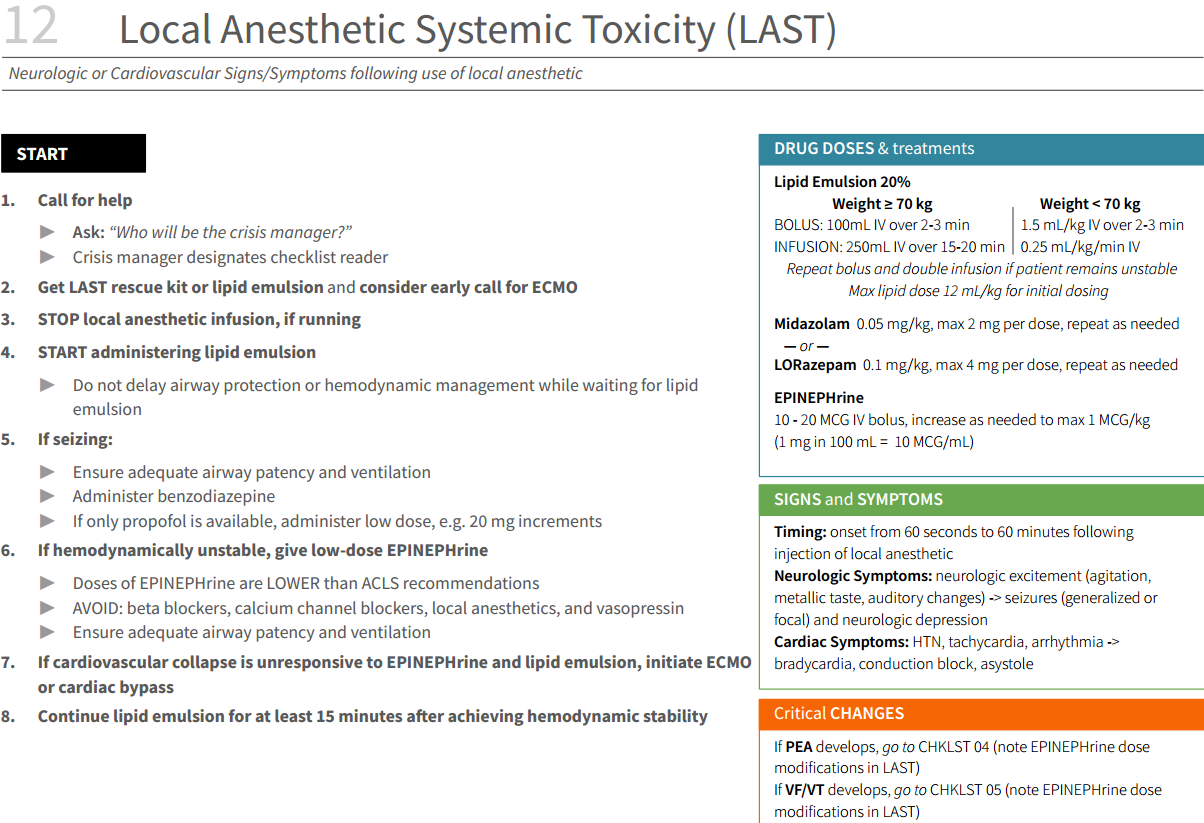 12 Local Anesthetic Systemic Toxicity (LAST)
Neurologic or Cardiovascular Signs/Symptoms following use of local anesthetic
START
1. Call for help
▶ Ask: “Who will be the crisis manager?”
▶ Crisis manager designates checklist reader
2. Get LAST rescue kit or lipid emulsion and consider early call for ECMO
3. STOP local anesthetic infusion, if running
4. START administering lipid emulsion
▶ Do not delay airway protection or hemodynamic management while waiting for lipid
emulsion
5. If seizing:
▶ Ensure adequate airway patency and ventilation
▶ Administer benzodiazepine
▶ If only propofol is available, administer low dose, e.g. 20 mg increments
6. If hemodynamically unstable, give low-dose EPINEPHrine
▶ Doses of EPINEPHrine are LOWER than ACLS recommendations
▶ AVOID: beta blockers, calcium channel blockers, local anesthetics, and vasopressin
▶ Ensure adequate airway patency and ventilation
7. If cardiovascular collapse is unresponsive to EPINEPHrine and lipid emulsion, initiate ECMO
or cardiac bypass
8. Continue lipid emulsion for at least 15 minutes after achieving hemodynamic stability
DRUG DOSES & treatments
Lipid Emulsion 20%
Weight ≥ 70 kg Weight < 70 kg
BOLUS: 100mL IV over 2-3 min 1.5 mL/kg IV over 2-3 min
INFUSION: 250mL IV over 15-20 min 0.25 mL/kg/min IV
Repeat bolus and double infusion if patient remains unstable
Max lipid dose 12 mL/kg for initial dosing
Midazolam 0.05 mg/kg, max 2 mg per dose, repeat as needed
— or —
LORazepam 0.1 mg/kg, max 4 mg per dose, repeat as needed
EPINEPHrine
10 - 20 MCG IV bolus, increase as needed to max 1 MCG/kg
(1 mg in 100 mL = 10 MCG/mL)
SIGNS and SYMPTOMS
Timing: onset from 60 seconds to 60 minutes following
injection of local anesthetic
Neurologic Symptoms: neurologic excitement (agitation,
metallic taste, auditory changes) -> seizures (generalized or
focal) and neurologic depression
Cardiac Symptoms: HTN, tachycardia, arrhythmia ->
bradycardia, conduction block, asystole
Critical CHANGES
If PEA develops, go to CHKLST 04 (note EPINEPHrine dose
modifications in LAST)
If VF/VT develops, go to CHKLST 05 (note EPINEPHrine dose
modifications in LAST)